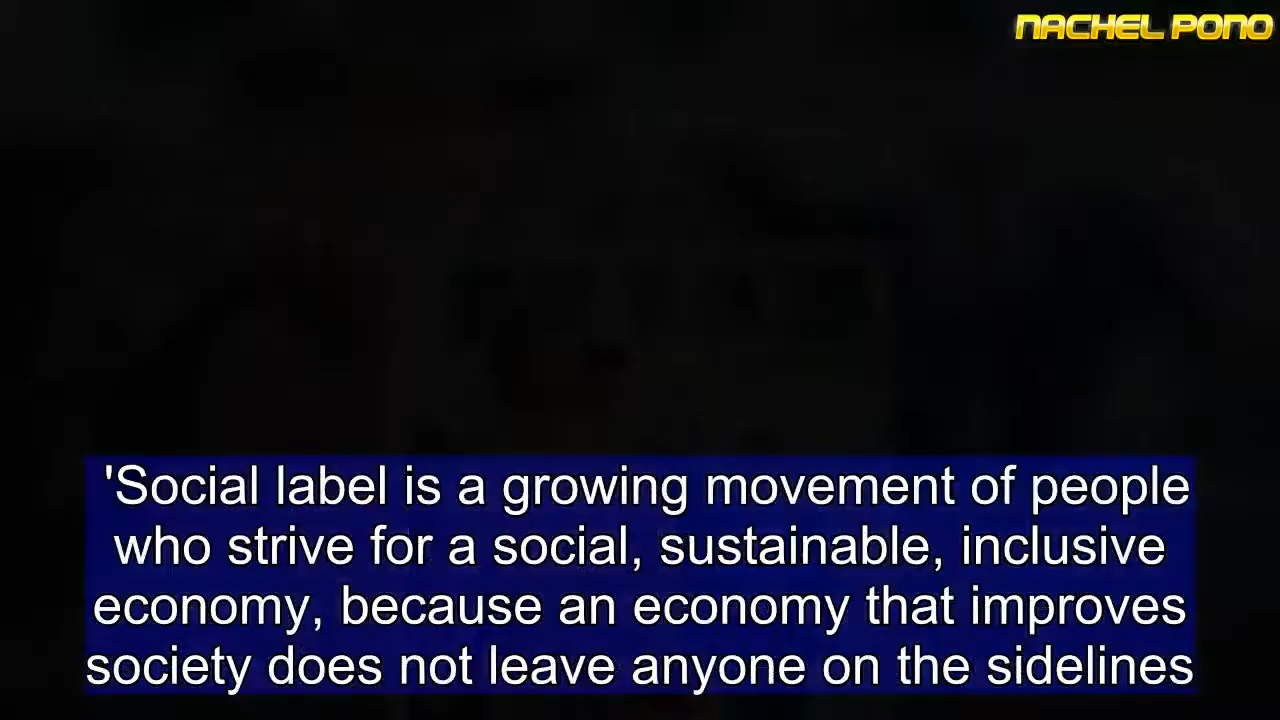 NACHEL PONO
'Social label is a growing movement of people
who strive for a social, sustainable, inclusive
economy, because an economy that improves
society does not leave anyone on the sidelines